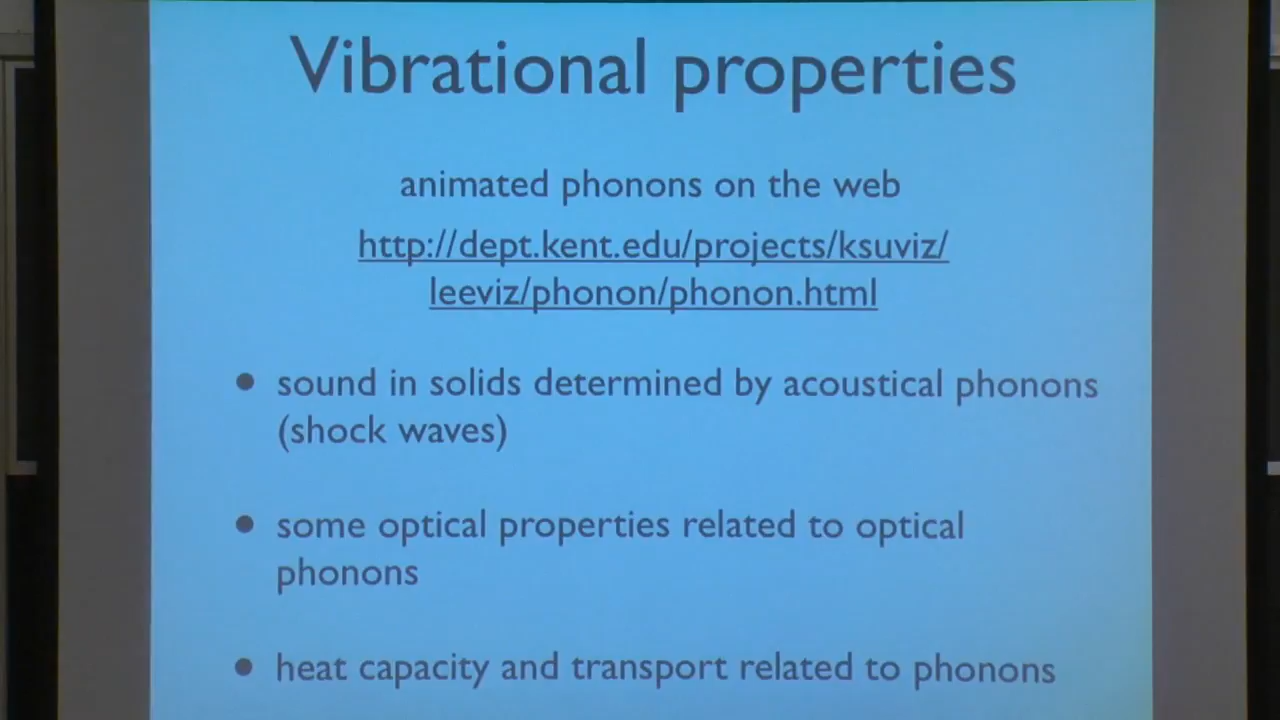 Vibrational properties
animated phonons on the web
http://dept.kent.edu/projects/ksuviz/
leeviz/phonon/phonon.html
• sound in solids determined by acoustical phonons
(shock waves)
• some optical properties related to optical
phonons
• heat capacity and transport related to phonons